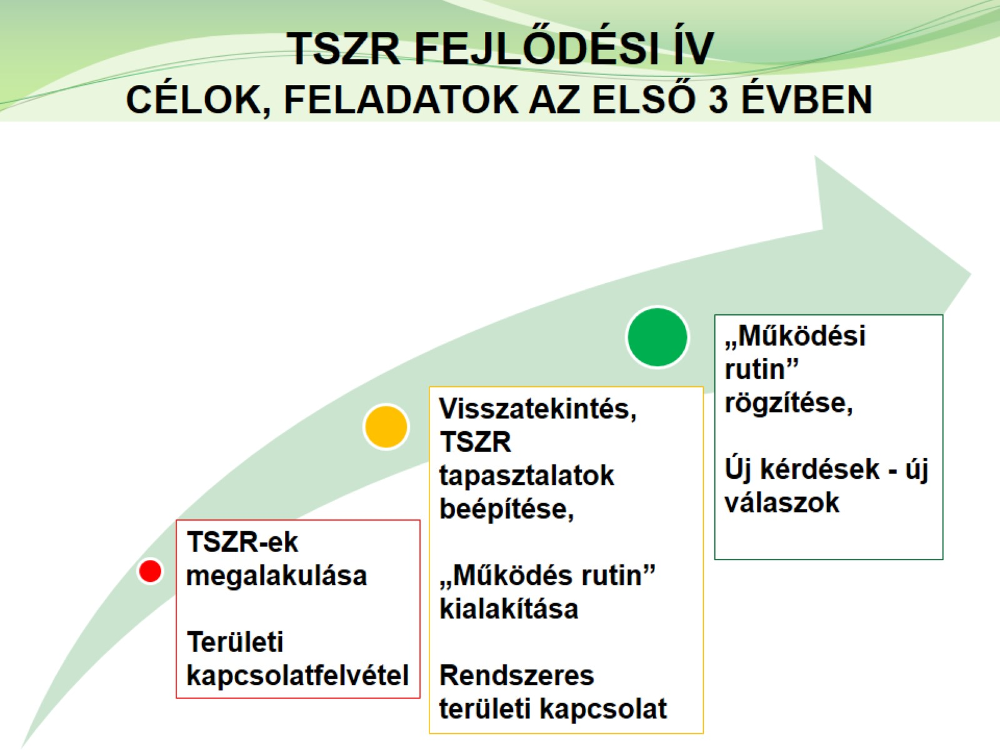 TSZR FEJLŐDÉSI ÍV
CÉLOK, FELADATOK AZ ELSŐ 3 ÉVBEN
TSZR-ek
megalakulása
Területi
kapcsolatfelvétel
Visszatekintés,
TSZR
tapasztalatok
beépítése,
„Működés rutin”
kialakítása
Rendszeres
területi kapcsolat
„Működési
rutin”
rögzítése,
Új kérdések - új
válaszok